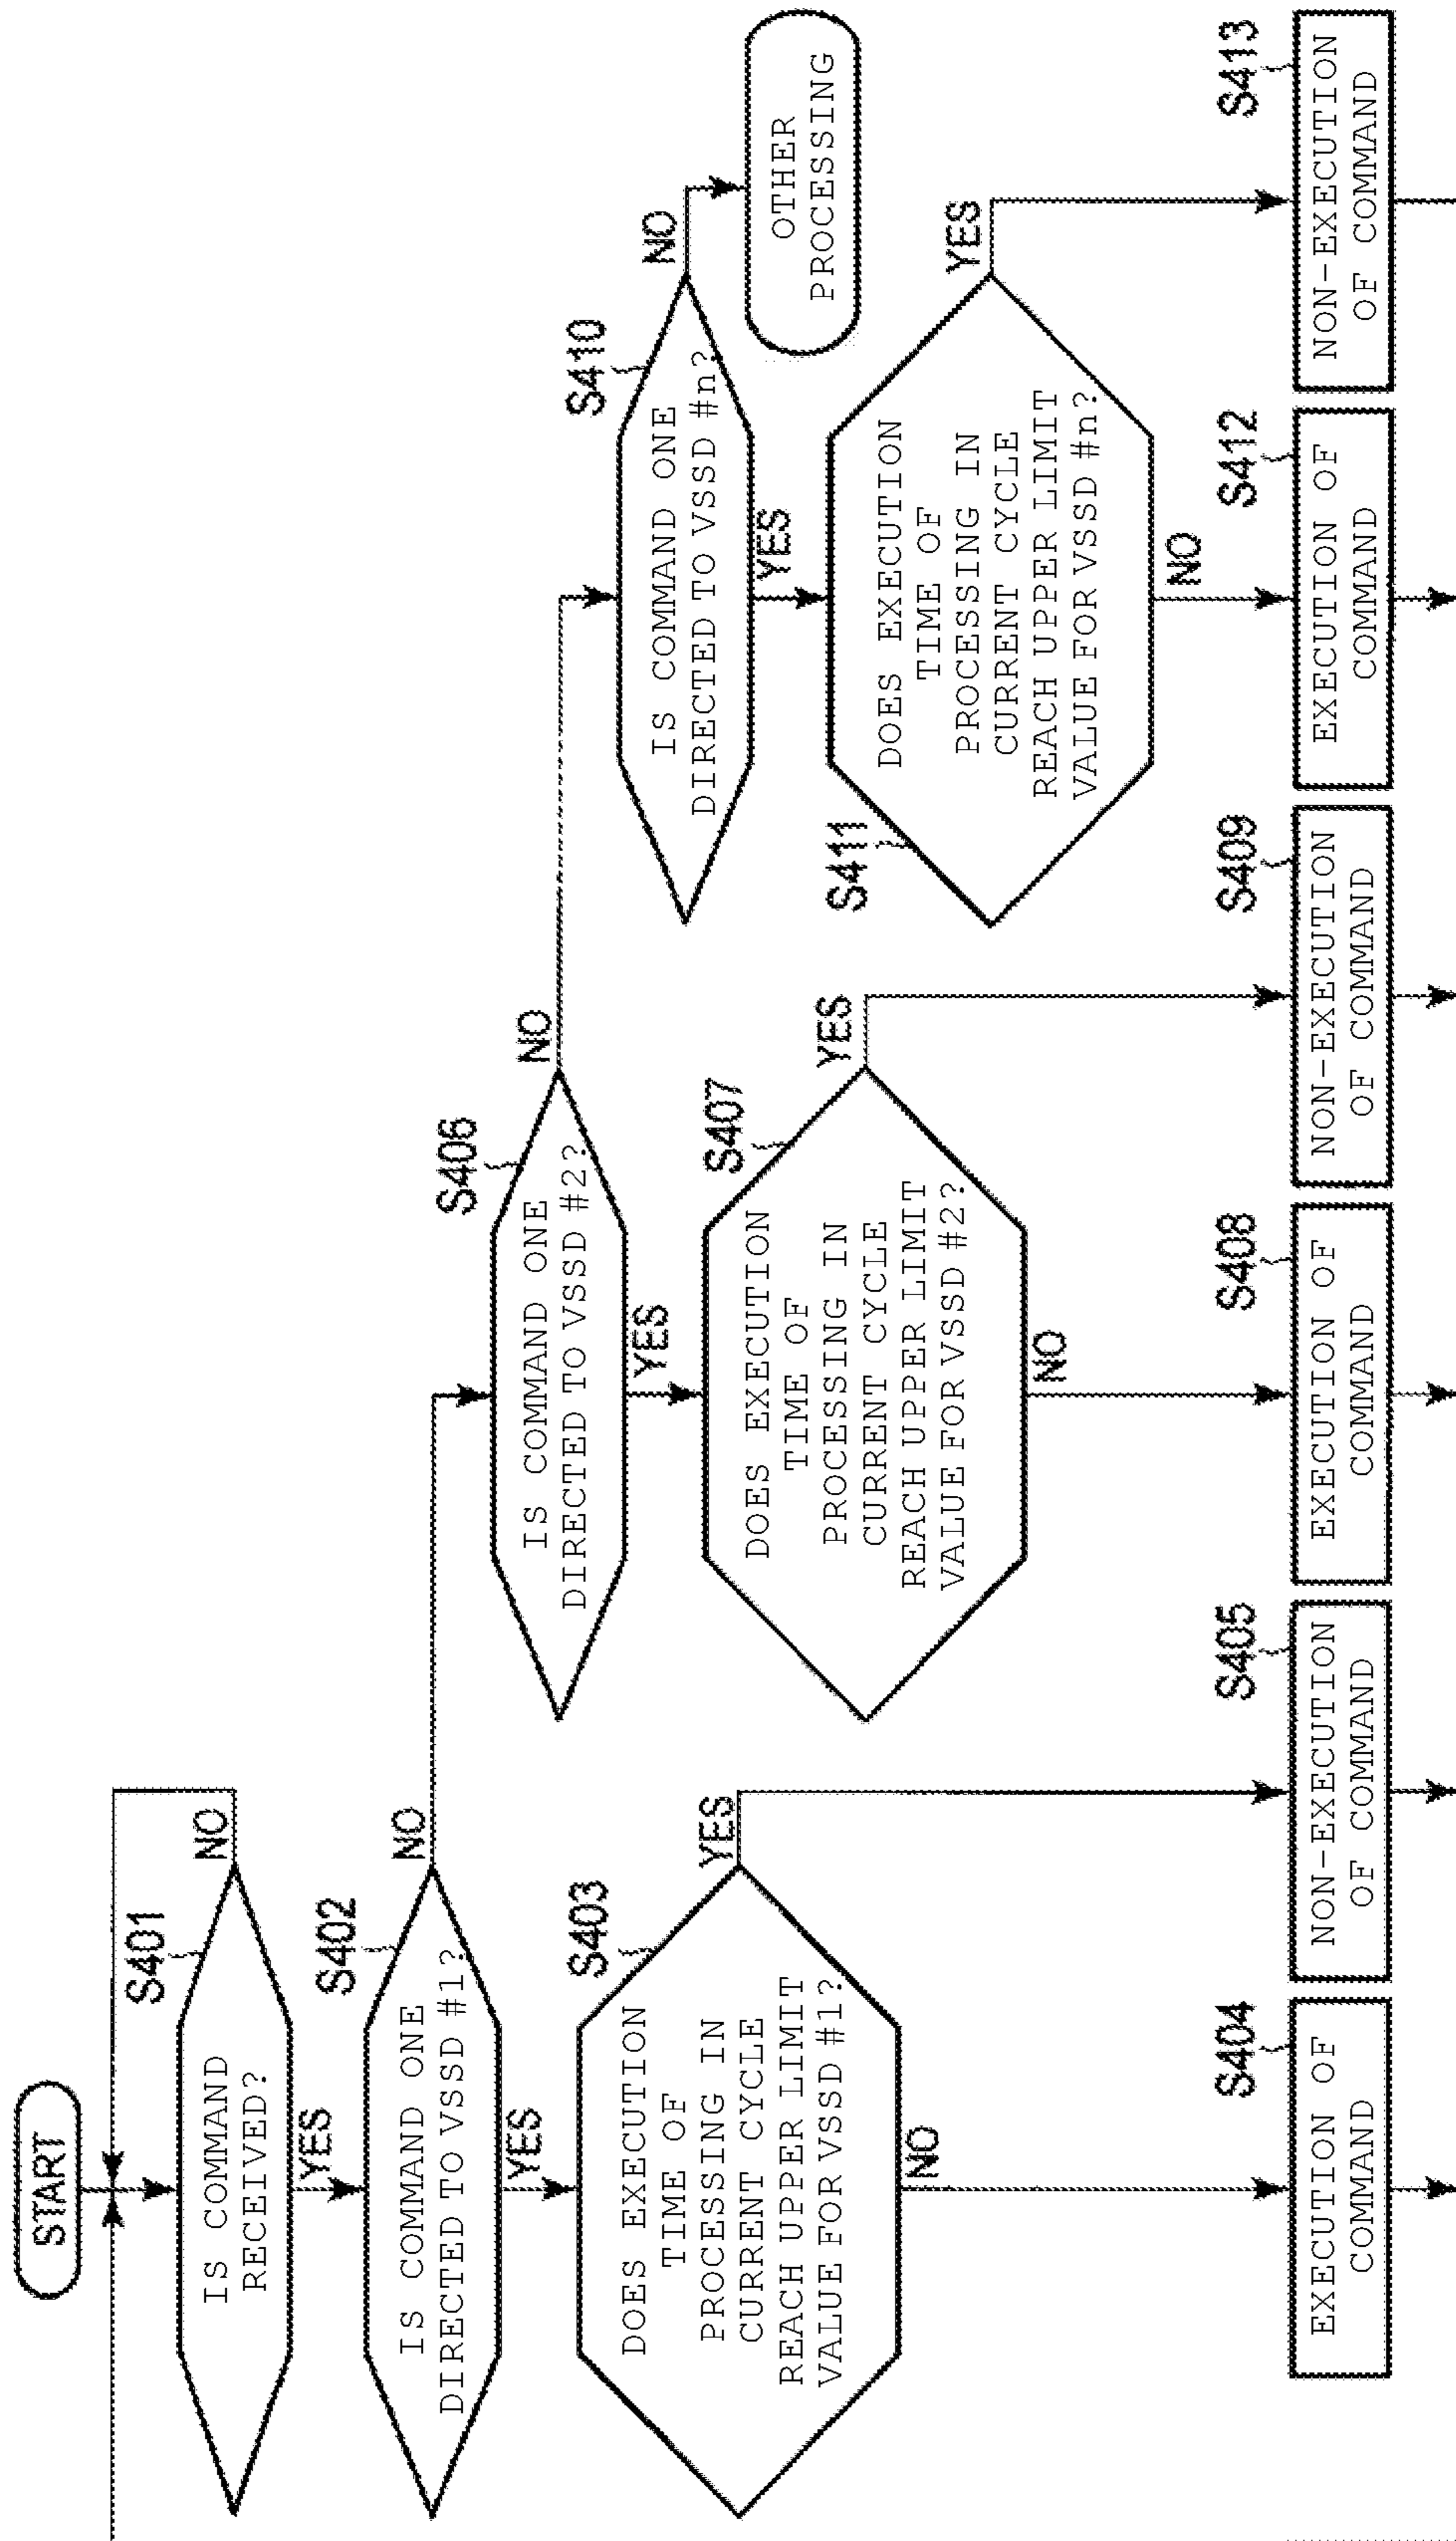 START
S401
IS COMMAND
RECEIVED?
NO
YES
S402
IS COMMAND ONE
DIRECTED TO VSSD #1?
NO
YES
S403
DOES EXECUTION
TIME OF
PROCESSING IN
CURRENT CYCLE
REACH UPPER LIMIT
VALUE FOR VSSD #1?
YES
NO
S404
EXECUTION OF
COMMAND
S405
NON-EXECUTION
OF COMMAND
S406
IS COMMAND ONE
DIRECTED TO VSSD #2?
NO
YES
S407
DOES EXECUTION
TIME OF
PROCESSING IN
CURRENT CYCLE
REACH UPPER LIMIT
VALUE FOR VSSD #2?
YES
NO
S408
EXECUTION OF
COMMAND
S409
NON-EXECUTION
OF COMMAND
S410
IS COMMAND ONE
DIRECTED TO VSSD #n?
NO
OTHER
PROCESSING
YES
S411
DOES EXECUTION
TIME OF
PROCESSING IN
CURRENT CYCLE
REACH UPPER LIMIT
VALUE FOR VSSD #n?
YES
NO
S412
EXECUTION OF
COMMAND
S413
NON-EXECUTION
OF COMMAND